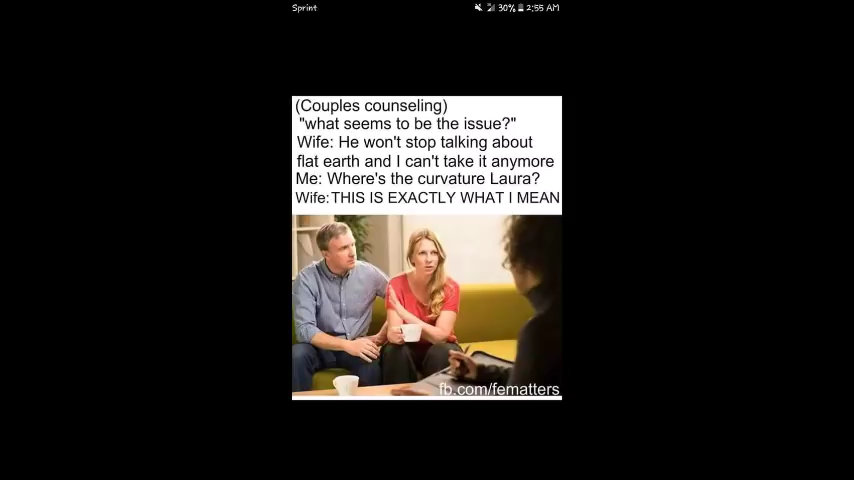 Sprint 30% 2:55 AM
(Couples counseling)
"what seems to be the issue?"
Wife: He won't stop talking about
flat earth and I can't take it anymore
Me: Where's the curvature Laura?
Wife: THIS IS EXACTLY WHAT I MEAN
fb.com/fematters